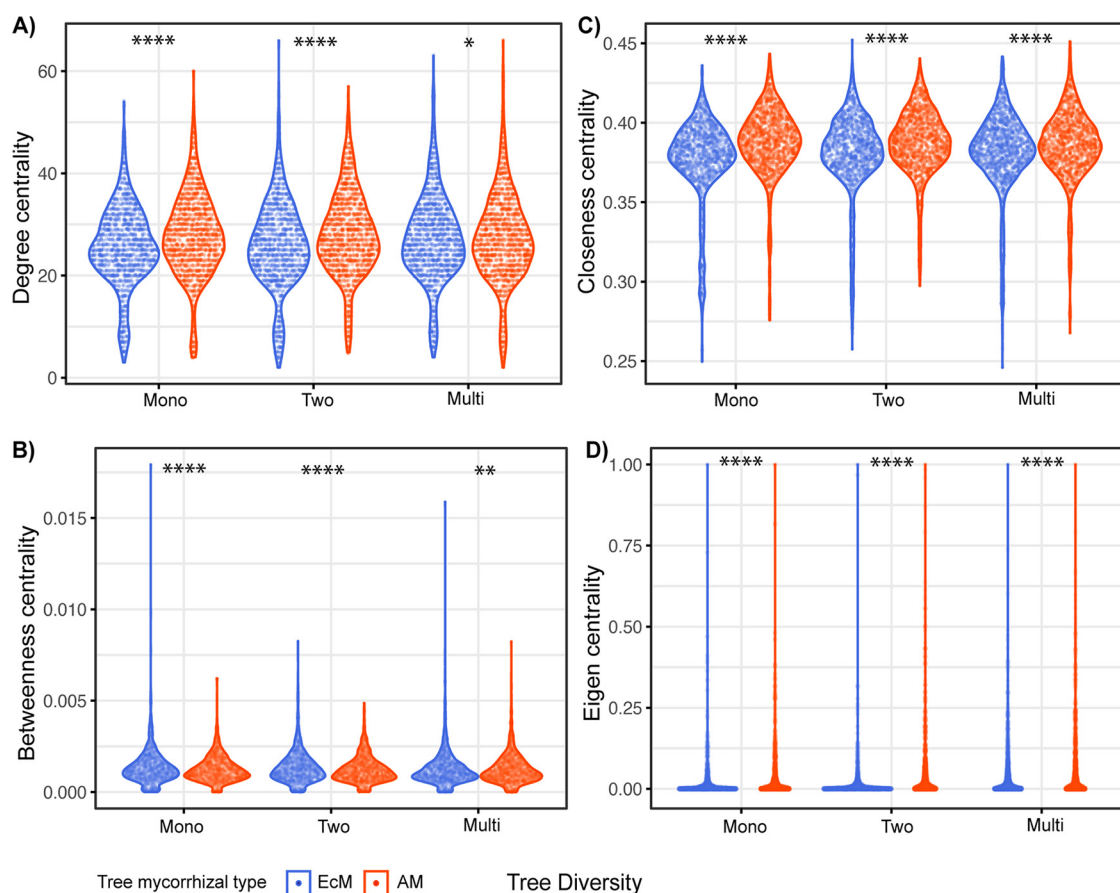 A)
**** **** *
Degree centrality
60
40
20
0
Mono Two Multi
C)
**** **** ****
Closeness centrality
0.45
0.40
0.35
0.30
0.25
Mono Two Multi
B)
**** **** **
Betweenness centrality
0.015
0.010
0.005
0.000
Mono Two Multi
D)
**** **** ****
Eigen centrality
1.00
0.75
0.50
0.25
0.00
Mono Two Multi
Tree mycorrhizal type EcM AM Tree Diversity